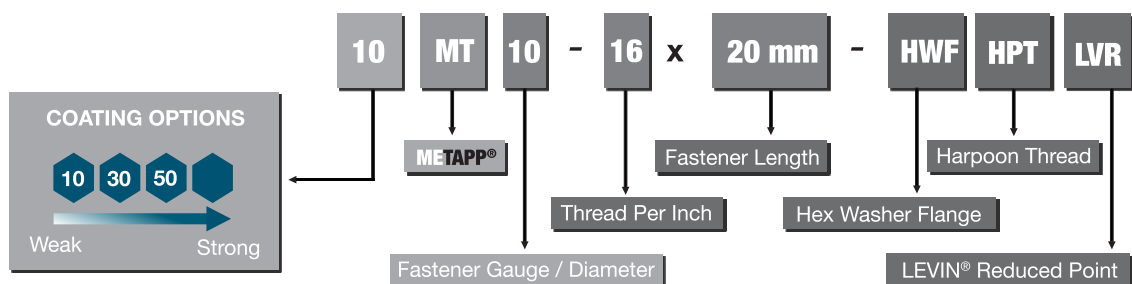 10 MT 10 - 16 x 20 mm - HWF HPT LVR
COATING OPTIONS
10 30 50
Weak Strong
METAPP®
Fastener Length
Harpoon Thread
Thread Per Inch
Hex Washer Flange
Fastener Gauge / Diameter
LEVIN® Reduced Point